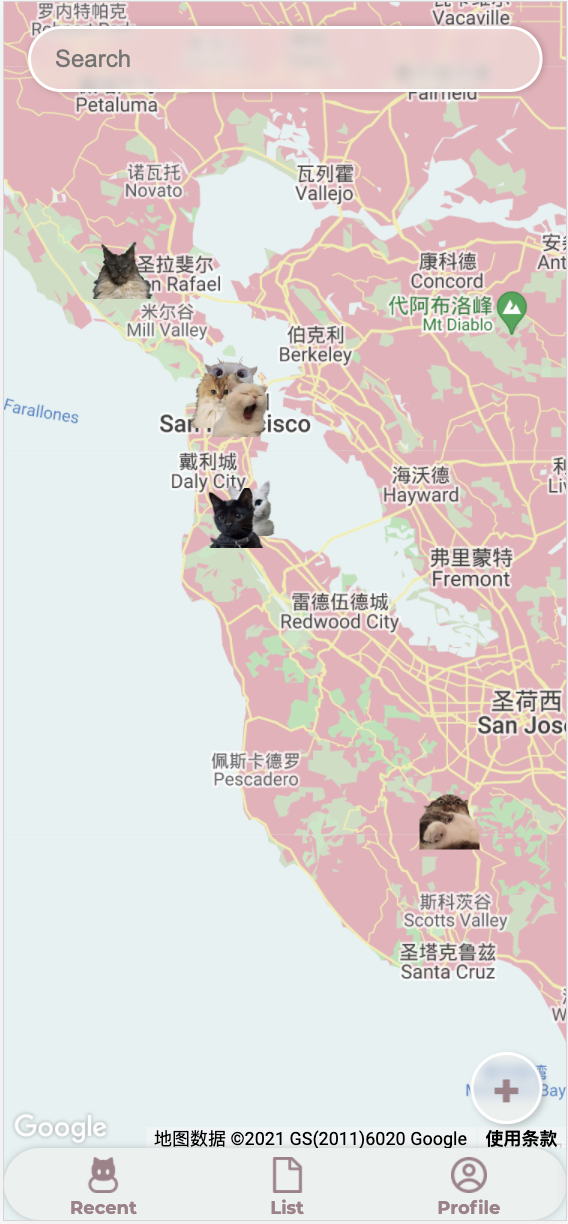 罗内特帕克
Vacaville
Search
Petaluma
Fairfield
诺瓦托
Novato
瓦列霍
Vallejo
圣拉斐尔
n Rafael
康科德
Concord
安
Ant
代阿布洛峰
Mt Diablo
米尔谷
Mill Valley
伯克利
Berkeley
Farallones
San
isco
戴利城
Daly City
海沃德
Hayward
利
Liv
弗里蒙特
Fremont
雷德伍德城
Redwood City
圣荷西
San Jos
佩斯卡德罗
Pescadero
斯科茨谷
Scotts Valley
圣塔克鲁兹
Santa Cruz
W
湾
Bay
Google
地图数据 ©2021 GS(2011)6020 Google 使用条款
Recent
List
Profile